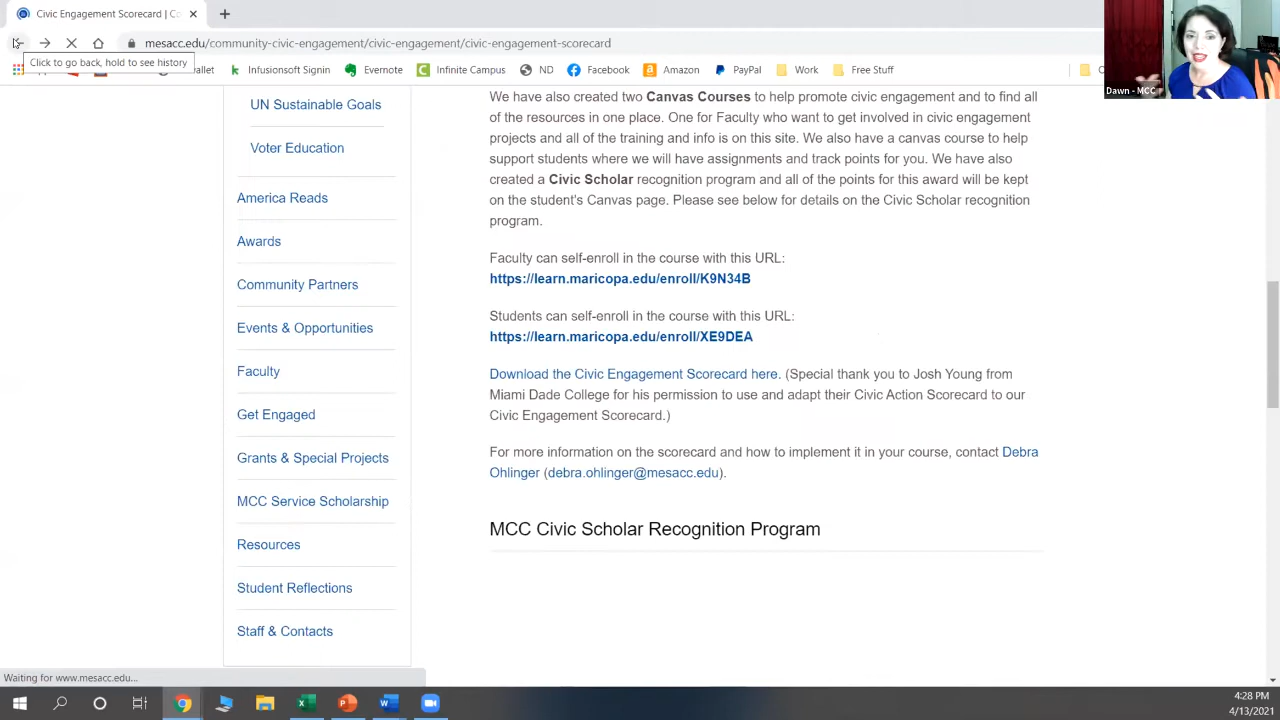 Civic Engagement Scorecard | Co
mesacc.edu/community-civic-engagement/civic-engagement/civic-engagement-scorecard
Click to go back, hold to see history
Infusionsoft Signin
Evernote
Infinite Campus
ND
Facebook
Amazon
PayPal
Work
Free Stuff
Dawn - MCC
UN Sustainable Goals
Voter Education
America Reads
Awards
Community Partners
Events & Opportunities
Faculty
Get Engaged
Grants & Special Projects
MCC Service Scholarship
Resources
Student Reflections
Staff & Contacts
We have also created two Canvas Courses to help promote civic engagement and to find all
of the resources in one place. One for Faculty who want to get involved in civic engagement
projects and all of the training and info is on this site. We also have a canvas course to help
support students where we will have assignments and track points for you. We have also
created a Civic Scholar recognition program and all of the points for this award will be kept
on the student's Canvas page. Please see below for details on the Civic Scholar recognition
program.
Faculty can self-enroll in the course with this URL:
https://learn.maricopa.edu/enroll/K9N34B
Students can self-enroll in the course with this URL:
https://learn.maricopa.edu/enroll/XE9DEA
Download the Civic Engagement Scorecard here. (Special thank you to Josh Young from
Miami Dade College for his permission to use and adapt their Civic Action Scorecard to our
Civic Engagement Scorecard.)
For more information on the scorecard and how to implement it in your course, contact Debra
Ohlinger (debra.ohlinger@mesacc.edu).
MCC Civic Scholar Recognition Program
Waiting for www.mesacc.edu...
4:28 PM
4/13/2021